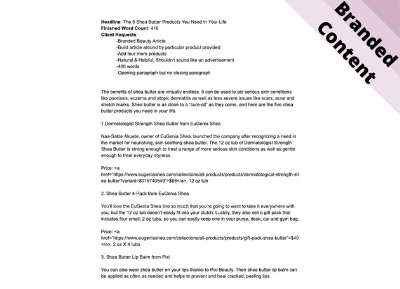 Headline: The 5 Shea Butter Products You Need in Your Life
Finished Word Count: 416
Client Requests
-Branded Beauty Article
-Build article around by particular product provided
-Add four more products
-Natural & Helpful, Shouldn't sound like an advertisement
-400 words
-Opening paragraph but no closing paragraph
The benefits of shea butter are virtually endless. It can be used to aid serious skin conditions
like psoriasis, eczema and atopic dermatitis as well as less severe issues like scars, acne and
stretch marks. Shea butter is as close to a "cure-all" as they come, and here are the five shea
butter products you need in your life.
1.Dermatologist Strength Shea Butter from EuGenia Shea
Naa-Sakle Akuete, owner of EuGenia Shea, launched the company after recognizing a need in
the market for nourishing, skin soothing shea butter. The 12 oz tub of Dermatologist Strength
Shea Butter is strong enough to treat a range of more serious skin conditions as well as gentle
enough to treat everyday dryness.
Price: <a
href="https://www.eugeniashea.com/collections/all-products/products/dermatological-strength-sh
ea-butter?variant=8015740549">$65</a>, 12 oz tub
2. Shea Butter 4-Pack from EuGenia Shea
You'll love the EuGenia Shea line so much that you're going to want to take it everywhere with
you, but the 12 oz tub doesn't easily fit into your clutch. Luckily, they also sell a gift pack that
includes four small, 2 oz tubs, so you can easily keep one in your purse, desk, car and gym bag.
Price: <a
href="https://www.eugeniashea.com/collections/all-products/products/gift-pack-shea-butter">$40
</a>, 2 oz X 4 tubs
3. Shea Butter Lip Balm from Pixi
You can also wear shea butter on your lips thanks to Pixi Beauty. Their shea butter lip balm can
be applied as often as needed and helps to prevent and heal cracked, peeling lips.
Branded
Content